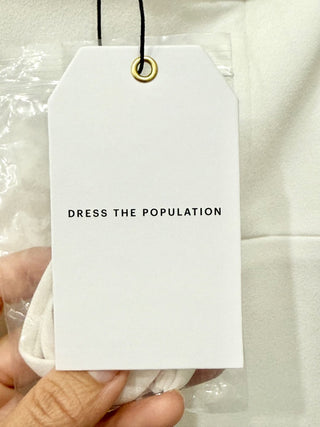 DRESS THE POPULATION